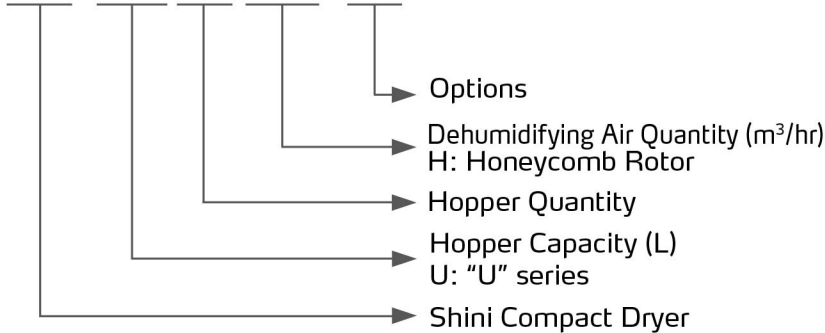 Options
Dehumidifying Air Quantity (m³/hr)
H: Honeycomb Rotor
Hopper Quantity
Hopper Capacity (L)
U: “U” series
Shini Compact Dryer